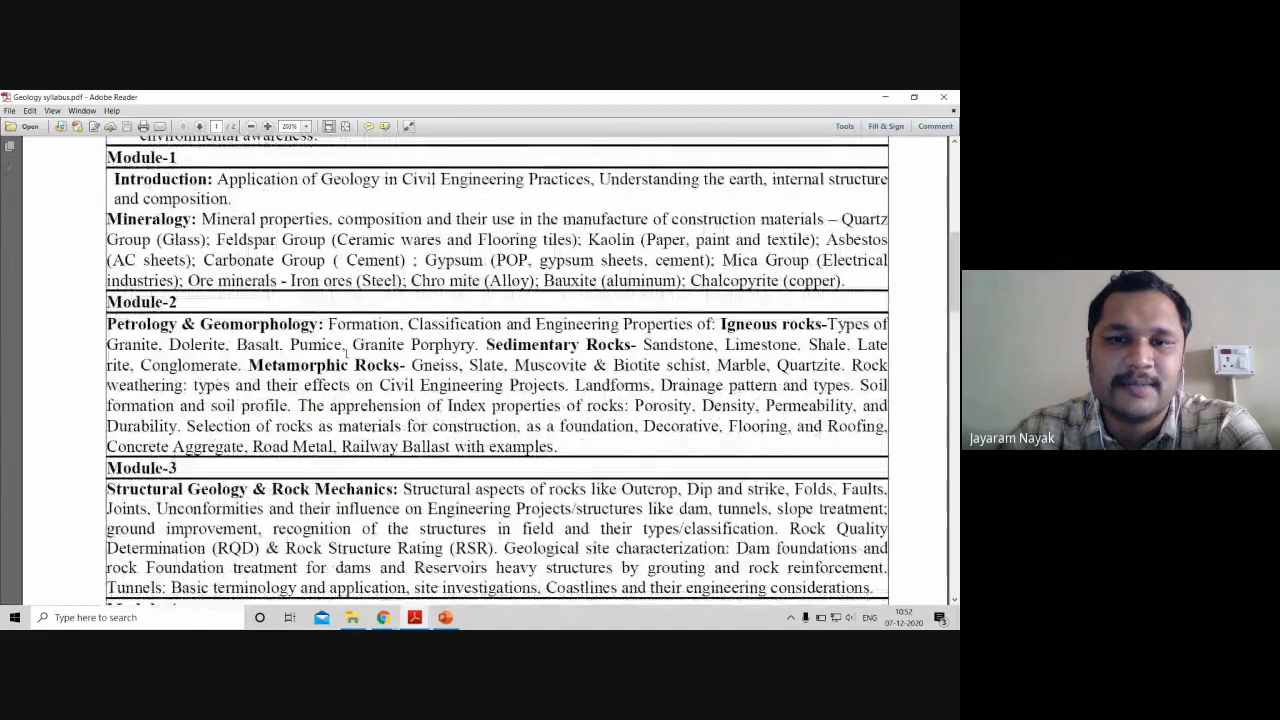 Geology syllabus.pdf - Adobe Reader
File Edit View Window Help
Open 1 / 2 203% Tools Fill & Sign Comment
environmental awareness.
Module-1
Introduction: Application of Geology in Civil Engineering Practices, Understanding the earth, internal structure
and composition.
Mineralogy: Mineral properties, composition and their use in the manufacture of construction materials – Quartz
Group (Glass); Feldspar Group (Ceramic wares and Flooring tiles); Kaolin (Paper, paint and textile); Asbestos
(AC sheets); Carbonate Group ( Cement) ; Gypsum (POP, gypsum sheets, cement); Mica Group (Electrical
industries); Ore minerals - Iron ores (Steel); Chro mite (Alloy); Bauxite (aluminum); Chalcopyrite (copper).
Module-2
Petrology & Geomorphology: Formation, Classification and Engineering Properties of: Igneous rocks-Types of
Granite, Dolerite, Basalt, Pumice, Granite Porphyry. Sedimentary Rocks- Sandstone, Limestone, Shale, Late
rite, Conglomerate. Metamorphic Rocks- Gneiss, Slate, Muscovite & Biotite schist, Marble, Quartzite. Rock
weathering: types and their effects on Civil Engineering Projects. Landforms, Drainage pattern and types. Soil
formation and soil profile. The apprehension of Index properties of rocks: Porosity, Density, Permeability, and
Durability. Selection of rocks as materials for construction, as a foundation, Decorative, Flooring, and Roofing,
Concrete Aggregate, Road Metal, Railway Ballast with examples.
Module-3
Structural Geology & Rock Mechanics: Structural aspects of rocks like Outcrop, Dip and strike, Folds, Faults,
Joints, Unconformities and their influence on Engineering Projects/structures like dam, tunnels, slope treatment;
ground improvement, recognition of the structures in field and their types/classification. Rock Quality
Determination (RQD) & Rock Structure Rating (RSR). Geological site characterization: Dam foundations and
rock Foundation treatment for dams and Reservoirs heavy structures by grouting and rock reinforcement.
Tunnels: Basic terminology and application, site investigations, Coastlines and their engineering considerations.
Type here to search
ENG
10:52
07-12-2020
3
Jayaram Nayak